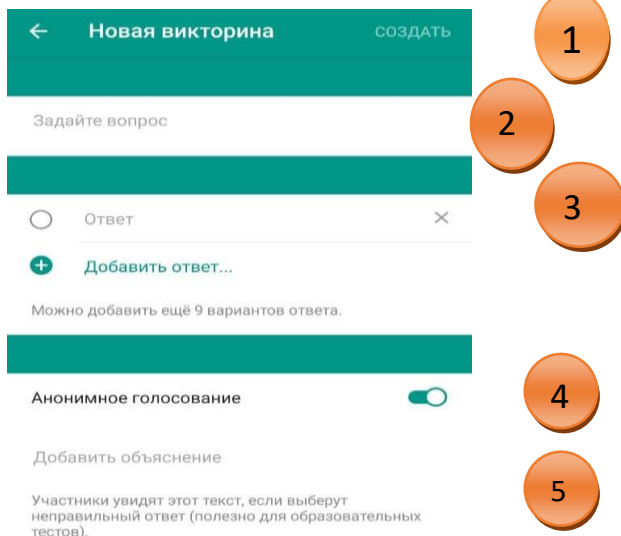 Новая викторина СОЗДАТЬ
1
Задайте вопрос
2
3
Ответ
Добавить ответ...
Можно добавить ещё 9 вариантов ответа.
Анонимное голосование
4
Добавить объяснение
5
Участники увидят этот текст, если выберут
неправильный ответ (полезно для образовательных
тестов).